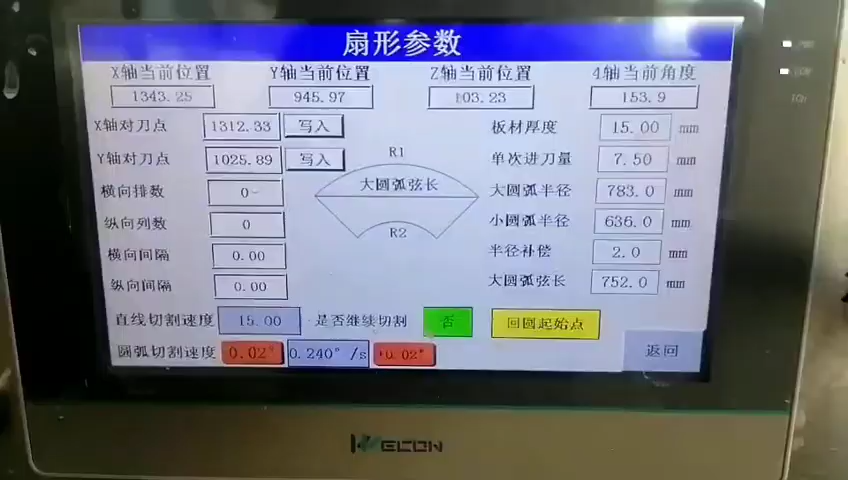 扇形参数
X轴当前位置 Y轴当前位置 Z轴当前位置 4轴当前角度
1343.25 945.97 103.23 153.9
X轴对刀点 1312.33 写入 板材厚度 15.00 mm
Y轴对刀点 1025.89 写入 R1 单次进刀量 7.50 mm
横向排数 0 大圆弧弦长 大圆弧半径 783.0 mm
纵向列数 0 R2 小圆弧半径 636.0 mm
横向间隔 0.00 半径补偿 2.0 mm
纵向间隔 0.00 大圆弧弦长 752.0 mm
直线切割速度 15.00 是否继续切割 否 回圆起始点
圆弧切割速度 0.02° 0.240° /s +0.02° 返回
WECON